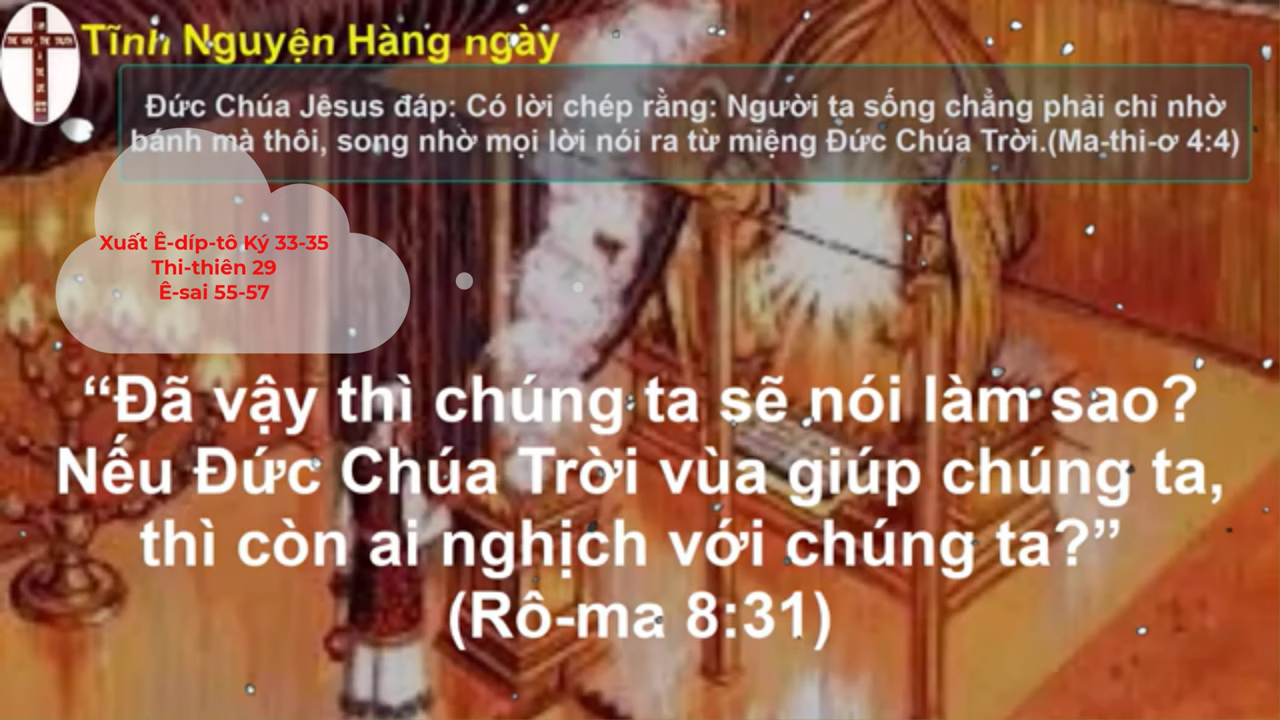 Tĩnh Nguyện Hàng ngày
Đức Chúa Jêsus đáp: Có lời chép rằng: Người ta sống chẳng phải chỉ nhờ
bánh mà thôi, song nhờ mọi lời nói ra từ miệng Đức Chúa Trời.(Ma-thi-ơ 4:4)
Xuất Ê-díp-tô Ký 33-35
Thi-thiên 29
Ê-sai 55-57
“Đã vậy thì chúng ta sẽ nói làm sao?
Nếu Đức Chúa Trời vùa giúp chúng ta,
thì còn ai nghịch với chúng ta?”
(Rô-ma 8:31)